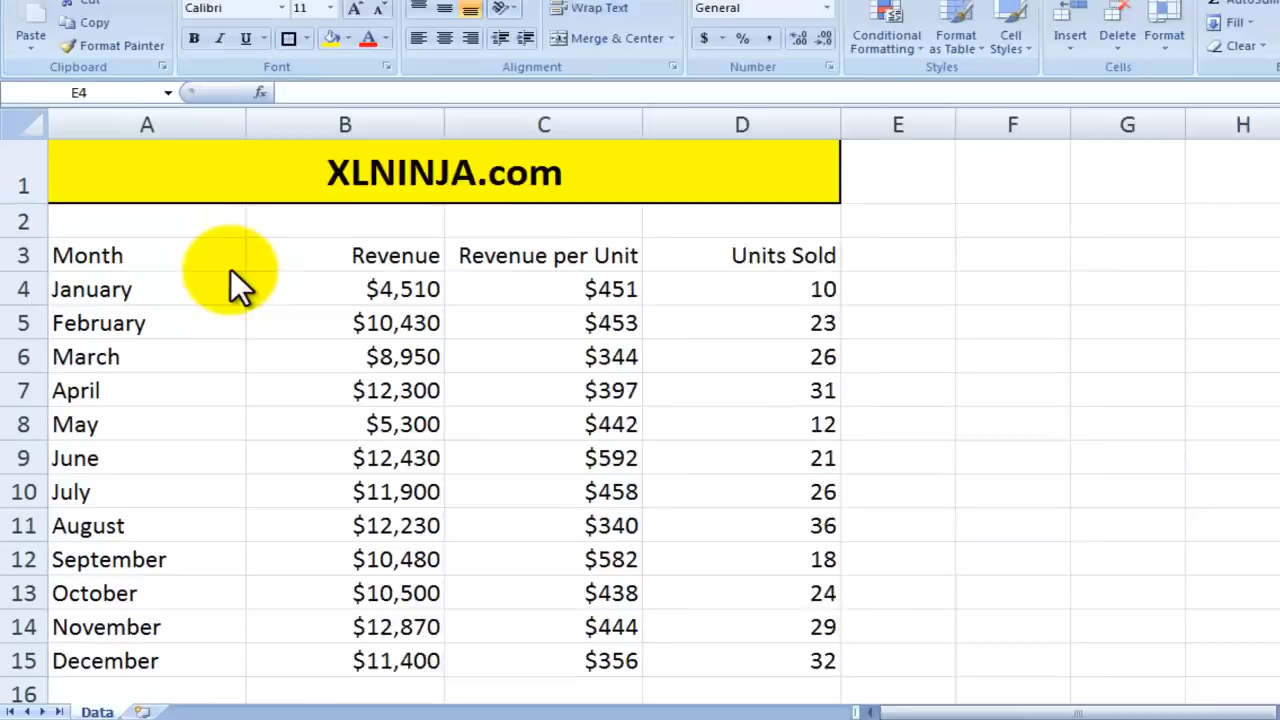 Cut Calibri 11 A A Wrap Text General
Paste Copy Conditional Format Cell Insert Delete Format Fill
Format Painter B I U A Merge & Center $ % , Formatting as Table Styles Clear
Clipboard Font Alignment Number Styles Cells
E4 fx
A B C D E F G H
1 XLNINJA.com
2
3 Month Revenue Revenue per Unit Units Sold
4 January $4,510 $451 10
5 February $10,430 $453 23
6 March $8,950 $344 26
7 April $12,300 $397 31
8 May $5,300 $442 12
9 June $12,430 $592 21
10 July $11,900 $458 26
11 August $12,230 $340 36
12 September $10,480 $582 18
13 October $10,500 $438 24
14 November $12,870 $444 29
15 December $11,400 $356 32
16
Data